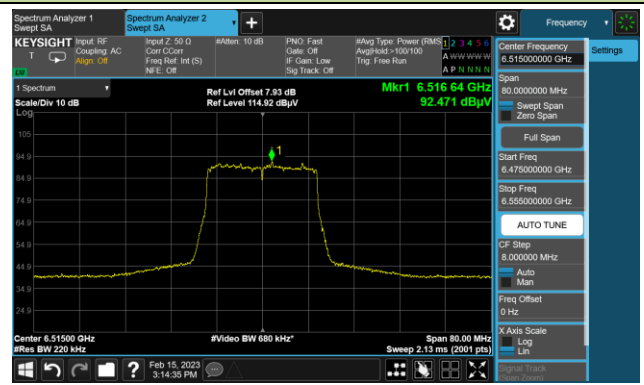 Spectrum Analyzer 1
Swept SA
Spectrum Analyzer 2
Swept SA
+
Frequency
KEYSIGHT
T
LV
Input: RF
Coupling: AC
Align: Off
Input Z: 50 Ω
Corr CCorr
Freq Ref: Int (S)
NFE: Off
#Atten: 10 dB
PNO: Fast
Gate: Off
IF Gain: Low
Sig Track: Off
#Avg Type: Power (RMS
Avg|Hold:>100/100
Trig: Free Run
1 2 3 4 5 6
A W W W W W
A P N N N N
1 Spectrum
Scale/Div 10 dB
Log
Ref Lvl Offset 7.93 dB
Ref Level 114.92 dBµV
Mkr1 6.516 64 GHz
92.471 dBµV
105
94.9
84.9
74.9
64.9
54.9
44.9
34.9
24.9
1
Center 6.51500 GHz
#Res BW 220 kHz
#Video BW 680 kHz*
Span 80.00 MHz
Sweep 2.13 ms (2001 pts)
Center Frequency
6.515000000 GHz
Settings
Span
80.0000000 MHz
Swept Span
Zero Span
Full Span
Start Freq
6.475000000 GHz
Stop Freq
6.555000000 GHz
AUTO TUNE
CF Step
8.000000 MHz
Auto
Man
Freq Offset
0 Hz
X Axis Scale
Log
Lin
Signal Track
(Span Zoom)
?
Feb 15, 2023
3:14:35 PM